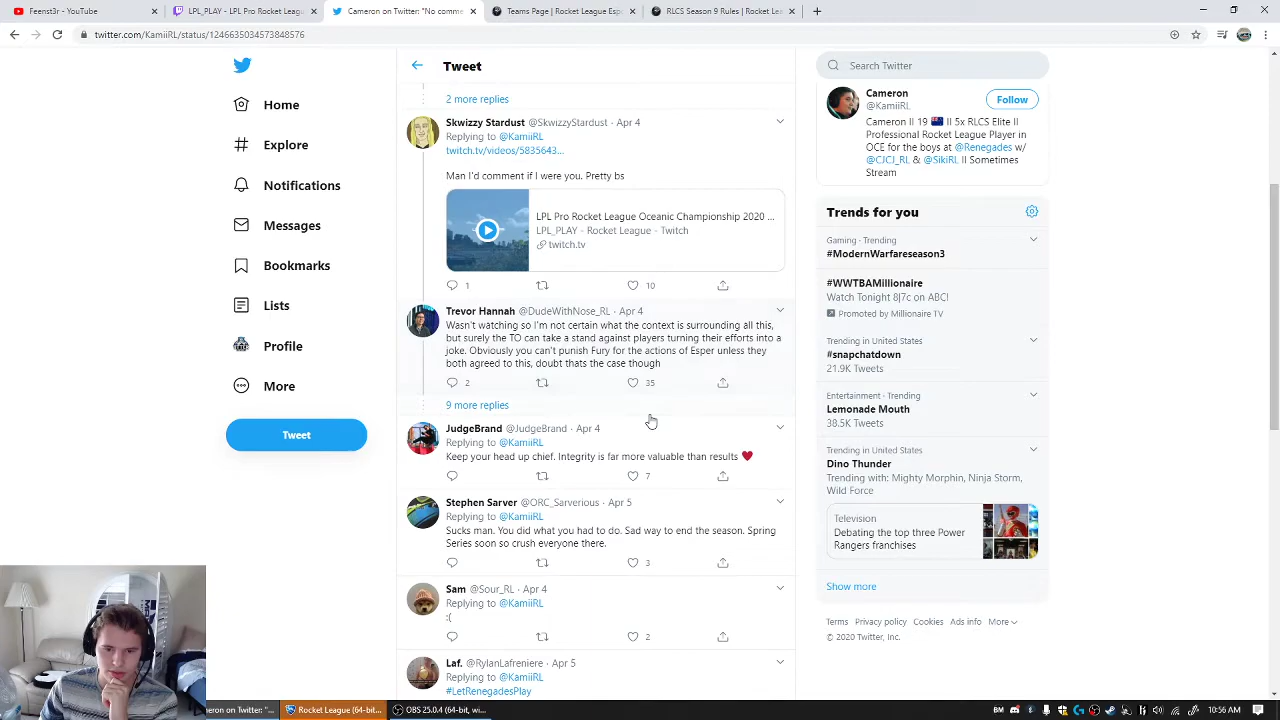 Feenst3r - YouTube
LPL_PLAY - LPL Pro Rocket League
Cameron on Twitter: "No comme
Teams Page | Rocket League Espo
RLCS Season 9 Rules | Rocket Lea
twitter.com/KamiiRL/status/1246635073573848576
Home
Explore
Notifications
Messages
Bookmarks
Lists
Profile
More
Tweet
Tweet
2 more replies
Skwizzy Stardust @SkwizzyStardust · Apr 4
Replying to @KamiiRL
twitch.tv/videos/5835643...
Man I'd comment if I were you. Pretty bs
LPL Pro Rocket League Oceanic Championship 2020 ...
LPL_PLAY - Rocket League - Twitch
twitch.tv
1
10
Trevor Hannah @DudeWithNose_RL · Apr 4
Wasn't watching so I'm not certain what the context is surrounding all this,
but surely the TO can take a stand against players turning their efforts into a
joke. Obviously you can't punish Fury for the actions of Esper unless they
both agreed to this, doubt thats the case though
2
35
9 more replies
JudgeBrand @JudgeBrand · Apr 4
Replying to @KamiiRL
Keep your head up chief. Integrity is far more valuable than results
7
Stephen Sarver @ORC_Sarverious · Apr 5
Replying to @KamiiRL
Sucks man. You did what you had to do. Sad way to end the season. Spring
Series soon so crush everyone there.
3
Sam @Sour_RL · Apr 4
Replying to @KamiiRL
:(
2
Laf. @RylanLafreniere · Apr 5
Replying to @KamiiRL
#LetRenegadesPlay
Search Twitter
Cameron
@KamiiRL
Follow
Cameron II 19 II 5x RLCS Elite II
Professional Rocket League Player in
OCE for the boys at @Renegades w/
@CJCJ_RL & @SikiRL II Sometimes
Stream
Trends for you
Gaming · Trending
#ModernWarfareseason3
#WWTBAMillionaire
Watch Tonight 8|7c on ABC!
Promoted by Millionaire TV
Trending in United States
#snapchatdown
21.9K Tweets
Entertainment · Trending
Lemonade Mouth
38.5K Tweets
Trending in United States
Dino Thunder
Trending with: Mighty Morphin, Ninja Storm,
Wild Force
Television
Debating the top three Power
Rangers franchises
Show more
Terms Privacy policy Cookies Ads info More
© 2020 Twitter, Inc.
eron on Twitter: "...
Rocket League (64-bit,...
OBS 25.0.4 (64-bit, wi...
BM
10:56 AM